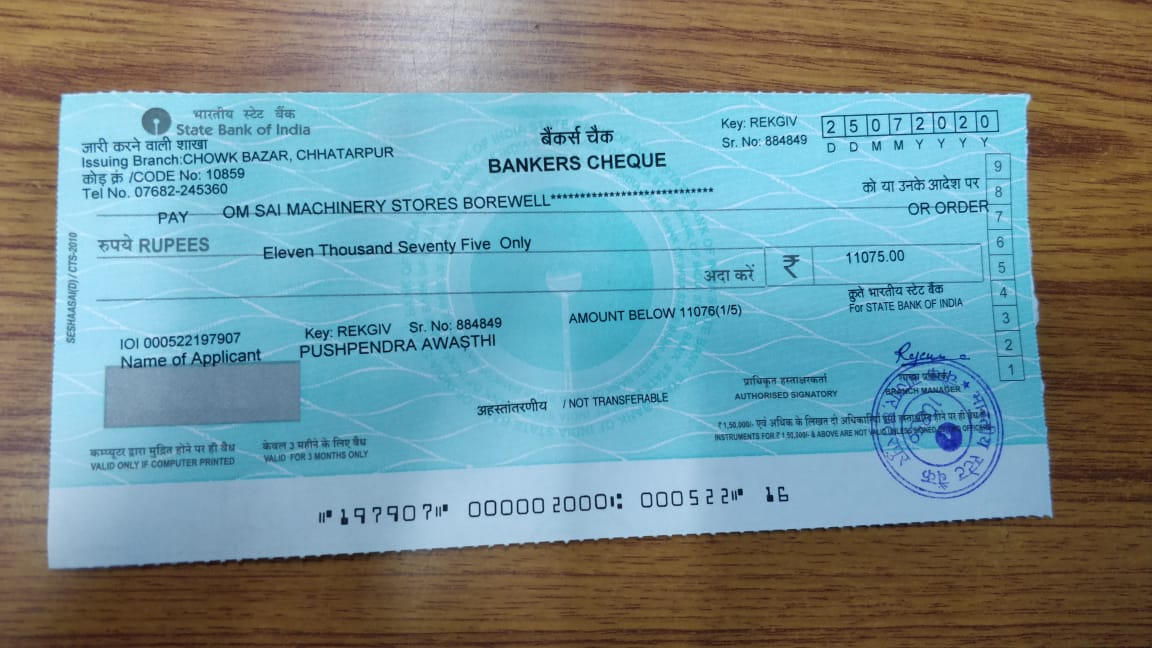 भारतीय स्टेट बैंक
State Bank of India
जारी करने वाली शाखा
Issuing Branch:CHOWK BAZAR, CHHATARPUR
कोड़ क्रं /CODE No: 10859
Tel No. 07682-245360
बैंकर्स चैक
BANKERS CHEQUE
Key: REKGIV
Sr. No: 884849
2 5 0 7 2 0 2 0
D D M M Y Y Y Y
PAY OM SAI MACHINERY STORES BOREWELL****************************
को या उनके आदेश पर
OR ORDER
रुपये RUPEES Eleven Thousand Seventy Five Only
अदा करें ₹ 11075.00
कृते भारतीय स्टेट बैंक
For STATE BANK OF INDIA
9
8
7
6
5
4
3
2
1
SESHAASAI(D) / CTS-2010
IOI 000522197907 Key: REKGIV Sr. No: 884849 AMOUNT BELOW 11076(1/5)
Name of Applicant PUSHPENDRA AWASTHI
प्राधिकृत हस्ताक्षरकर्ता
AUTHORISED SIGNATORY
BRANCH MANAGER
अहस्तांतरणीय / NOT TRANSFERABLE
₹ 1,50,000/- एवं अधिक के लिखत दो अधिकारियों द्वारा हस्ताक्षरित होने पर ही वैध
INSTRUMENTS FOR ₹ 1,50,000/- & ABOVE ARE NOT VALID UNLESS SIGNED OFFICERS
कम्प्यूटर द्वारा मुद्रित होने पर ही वैध
VALID ONLY IF COMPUTER PRINTED
केवल 3 महीने के लिए वैध
VALID FOR 3 MONTHS ONLY
भारतीय स्टेट बैंक
⑈197907⑈ 000002000⑆ 000522⑈ 16